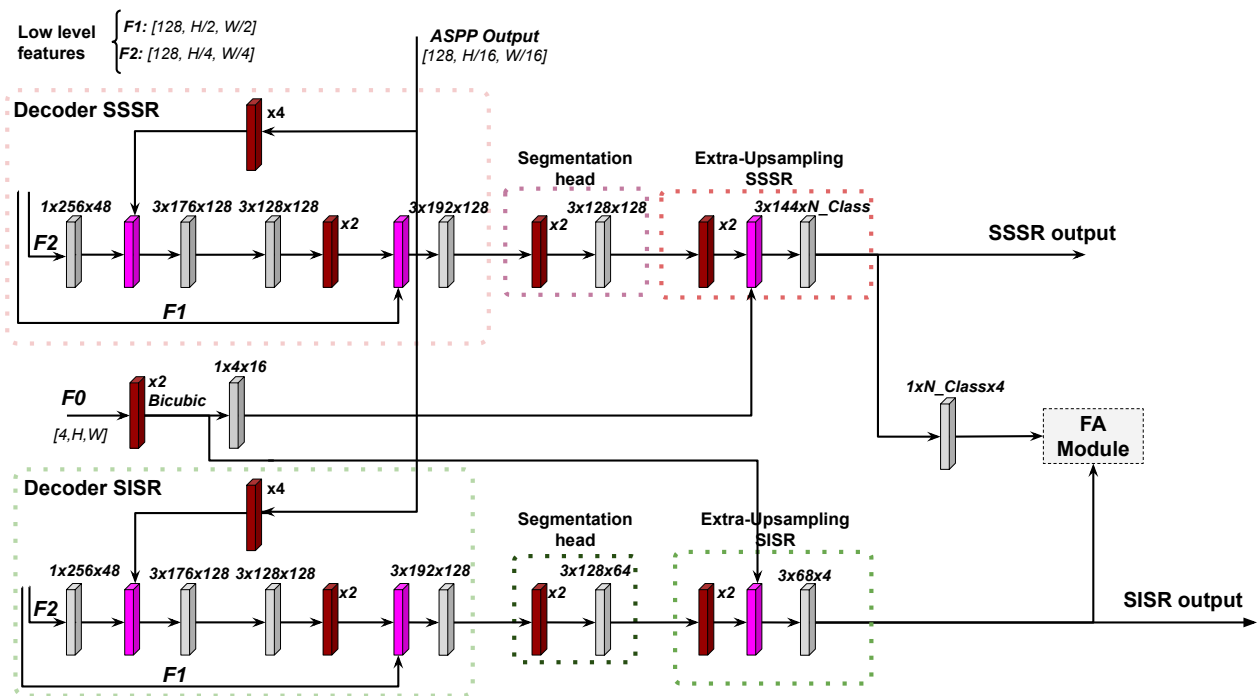 Low level
features
F1: [128, H/2, W/2]
F2: [128, H/4, W/4]
ASPP Output
[128, H/16, W/16]
Decoder SSSR
x4
Segmentation
head
Extra-Upsampling
SSSR
1x256x48
3x176x128
3x128x128
x2
3x192x128
x2
3x128x128
x2
3x144xN_Class
F2
SSSR output
F1
F0
[4,H,W]
x2
Bicubic
1x4x16
1xN_Classx4
FA
Module
Decoder SISR
x4
Segmentation
head
Extra-Upsampling
SISR
1x256x48
3x176x128
3x128x128
x2
3x192x128
x2
3x128x64
x2
3x68x4
F2
SISR output
F1